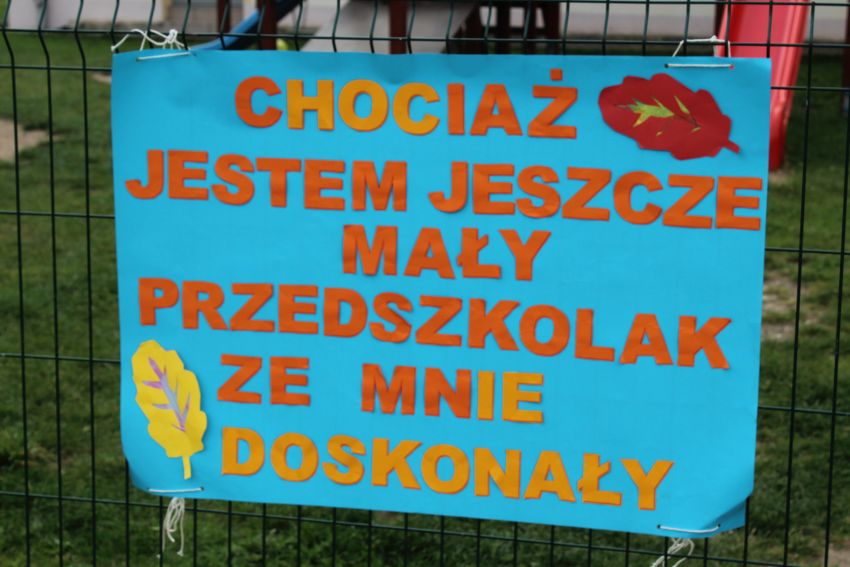 CHOCIAŻ
JESTEM JESZCZE
MAŁY
PRZEDSZKOLAK
ZE MNIE
DOSKONAŁY